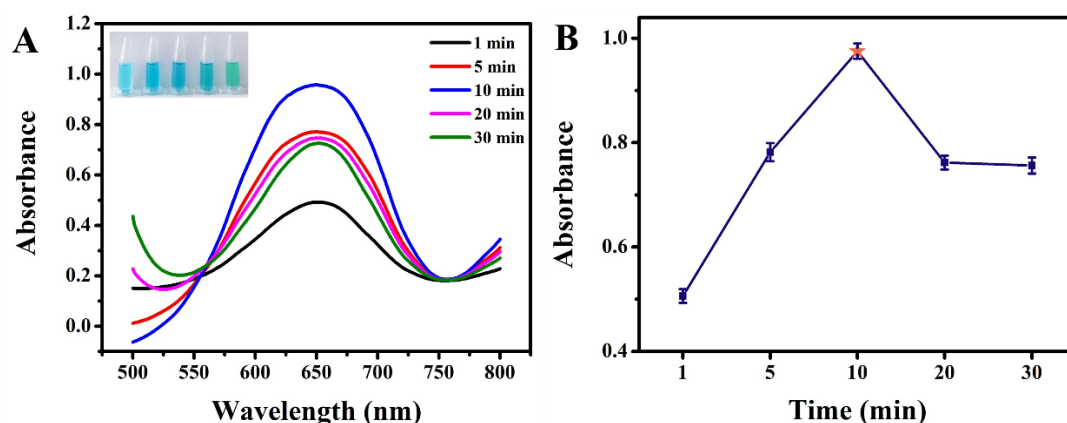 A
1.2
1.0
0.8
0.6
0.4
0.2
0.0
Absorbance
1 min
5 min
10 min
20 min
30 min
500 550 600 650 700 750 800
Wavelength (nm)
B
1.0
0.8
0.6
0.4
Absorbance
1 5 10 20 30
Time (min)